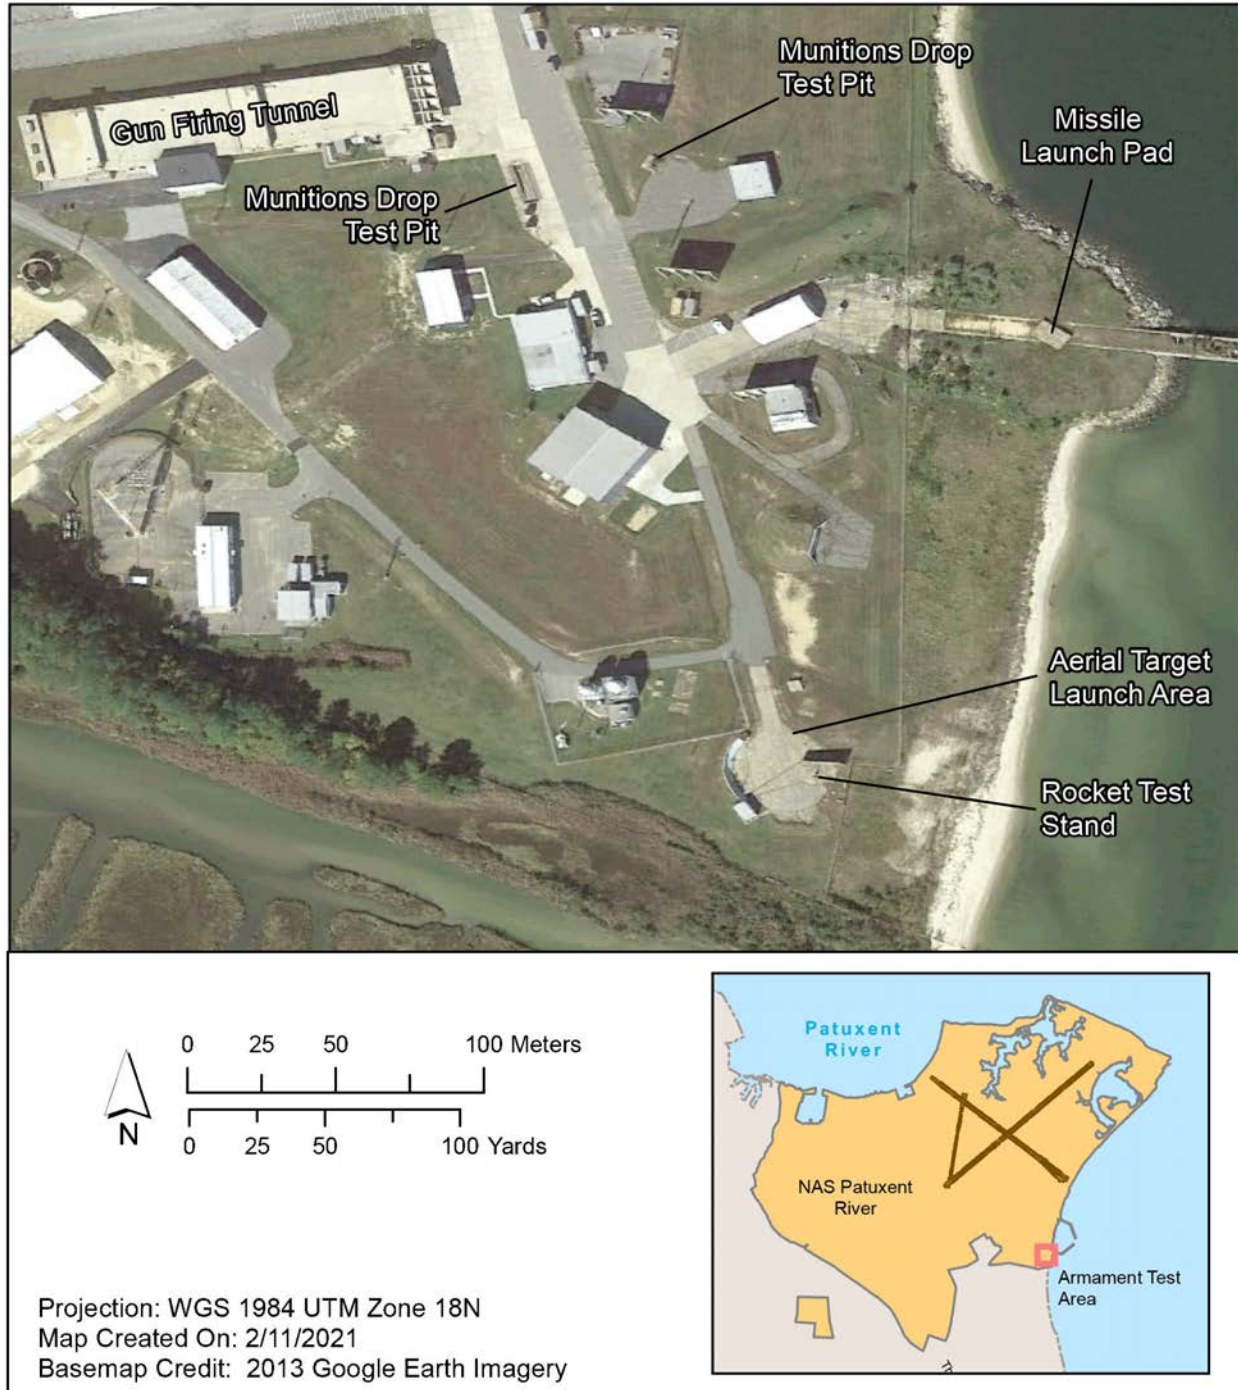 Munitions Drop
Test Pit
Missile
Launch Pad
Gun Firing Tunnel
Munitions Drop
Test Pit
Aerial Target
Launch Area
Rocket Test
Stand
0 25 50 100 Meters
N
0 25 50 100 Yards
Patuxent
River
NAS Patuxent
River
Armament Test
Area
Projection: WGS 1984 UTM Zone 18N
Map Created On: 2/11/2021
Basemap Credit: 2013 Google Earth Imagery